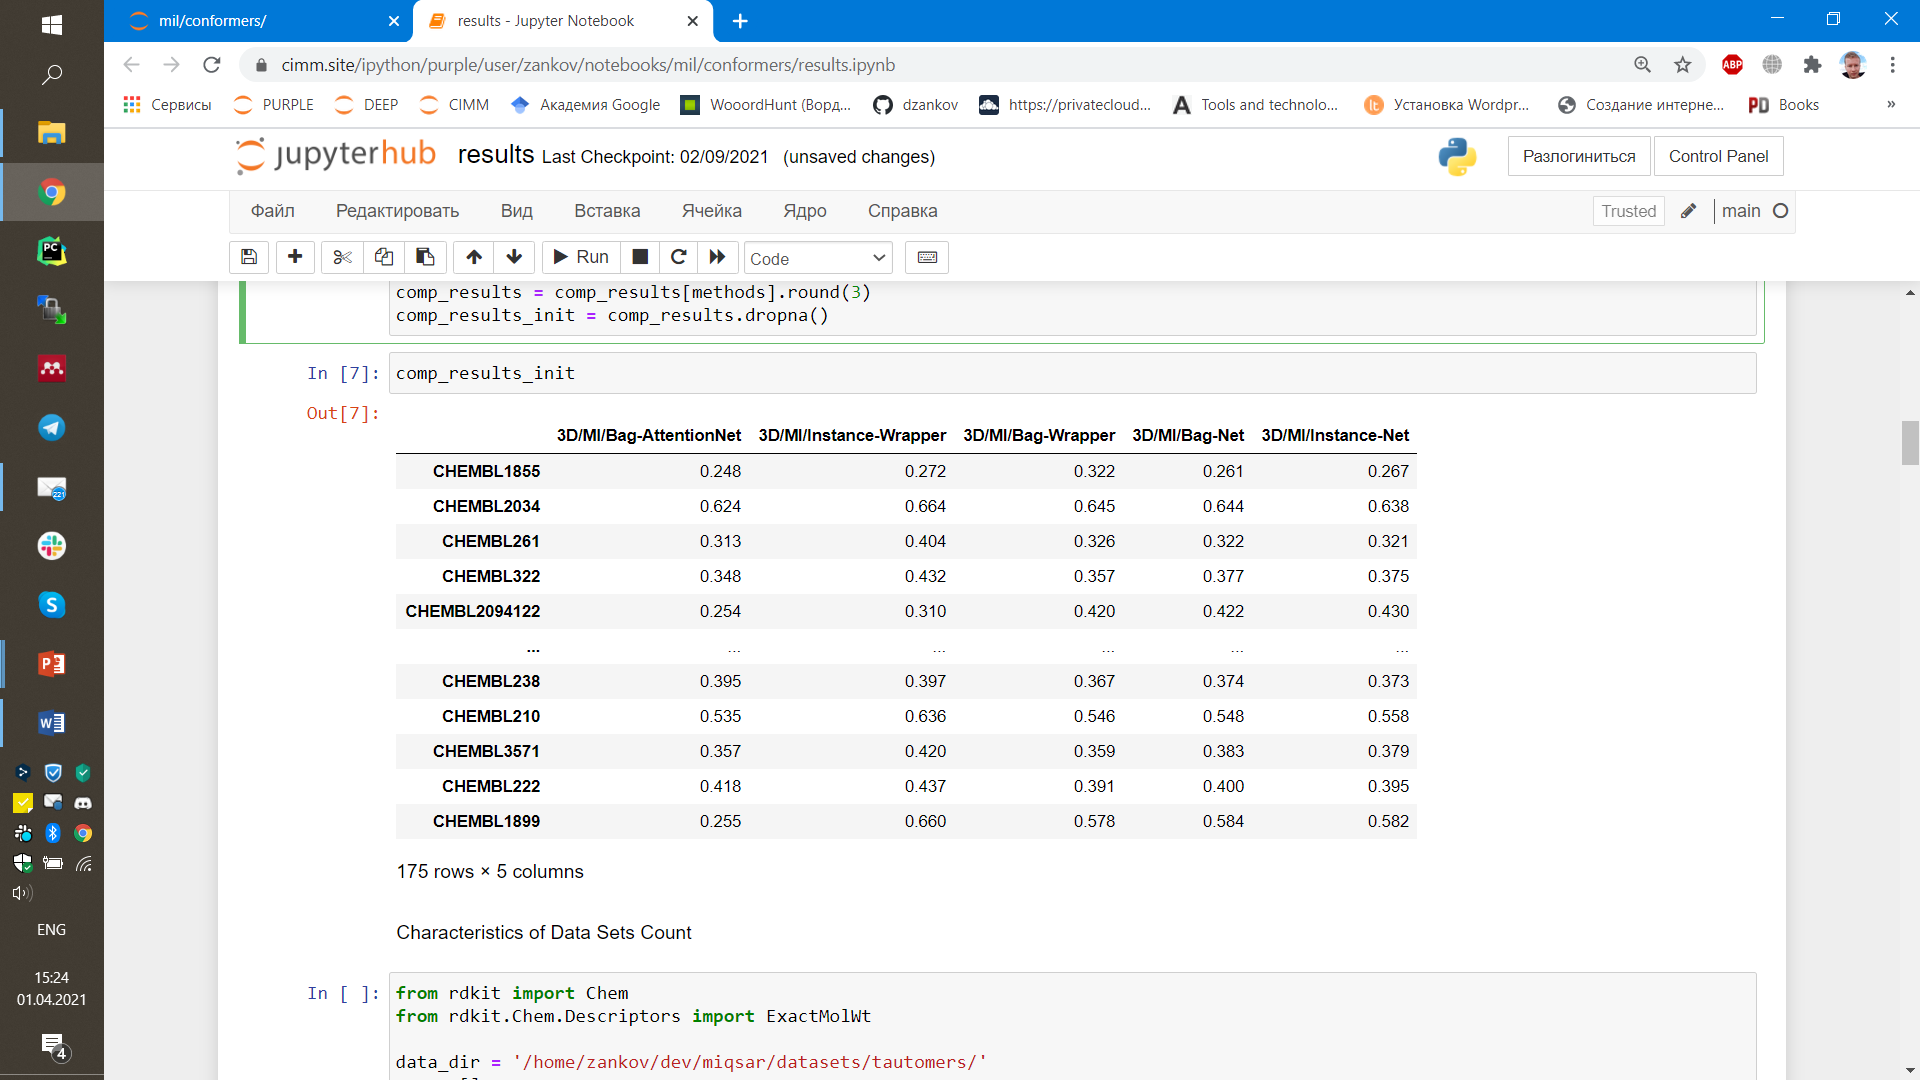 mil/conformers/
results - Jupyter Notebook
cimm.site/ipython/purple/user/zankov/notebooks/mil/conformers/results.ipynb
ABP
Сервисы PURPLE DEEP CIMM Академия Google WooordHunt (Ворд... dzankov https://privatecloud... Tools and technolo... Установка Wordpr... Создание интерне... PD Books »
jupyterhub results Last Checkpoint: 02/09/2021 (unsaved changes) Разлогиниться Control Panel
Файл Редактировать Вид Вставка Ячейка Ядро Справка Trusted main
Run Code
comp_results = comp_results[methods].round(3)
comp_results_init = comp_results.dropna()
In [7]: comp_results_init
Out[7]:
3D/MI/Bag-AttentionNet 3D/MI/Instance-Wrapper 3D/MI/Bag-Wrapper 3D/MI/Bag-Net 3D/MI/Instance-Net
CHEMBL1855 0.248 0.272 0.322 0.261 0.267
CHEMBL2034 0.624 0.664 0.645 0.644 0.638
CHEMBL261 0.313 0.404 0.326 0.322 0.321
CHEMBL322 0.348 0.432 0.357 0.377 0.375
CHEMBL2094122 0.254 0.310 0.420 0.422 0.430
... ... ... ... ... ...
CHEMBL238 0.395 0.397 0.367 0.374 0.373
CHEMBL210 0.535 0.636 0.546 0.548 0.558
CHEMBL3571 0.357 0.420 0.359 0.383 0.379
CHEMBL222 0.418 0.437 0.391 0.400 0.395
CHEMBL1899 0.255 0.660 0.578 0.584 0.582
175 rows × 5 columns
Characteristics of Data Sets Count
In [ ]: from rdkit import Chem
from rdkit.Chem.Descriptors import ExactMolWt
data_dir = '/home/zankov/dev/miqsar/datasets/tautomers/'
PC
221
S
P
W
ENG
15:24
01.04.2021
4